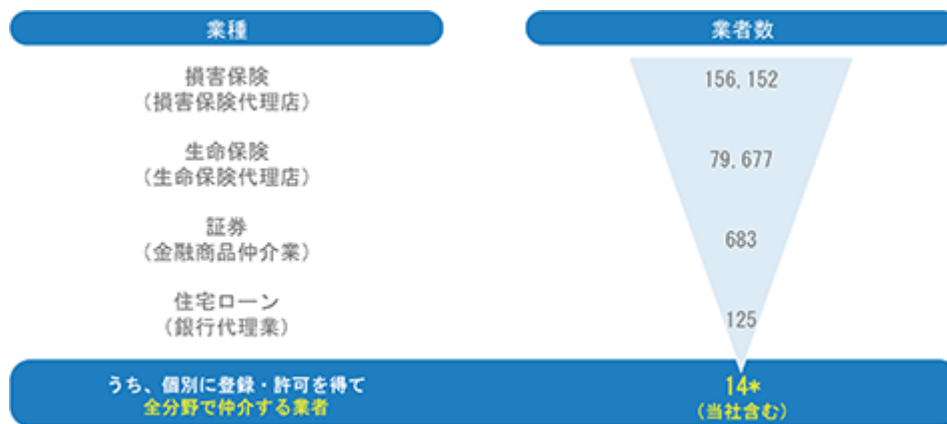 業種
業者数
損害保険
（損害保険代理店）
156,152
生命保険
（生命保険代理店）
79,677
証券
（金融商品仲介業）
683
住宅ローン
（銀行代理業）
125
うち、個別に登録・許可を得て
全分野で仲介する業者
14*
（当社含む）